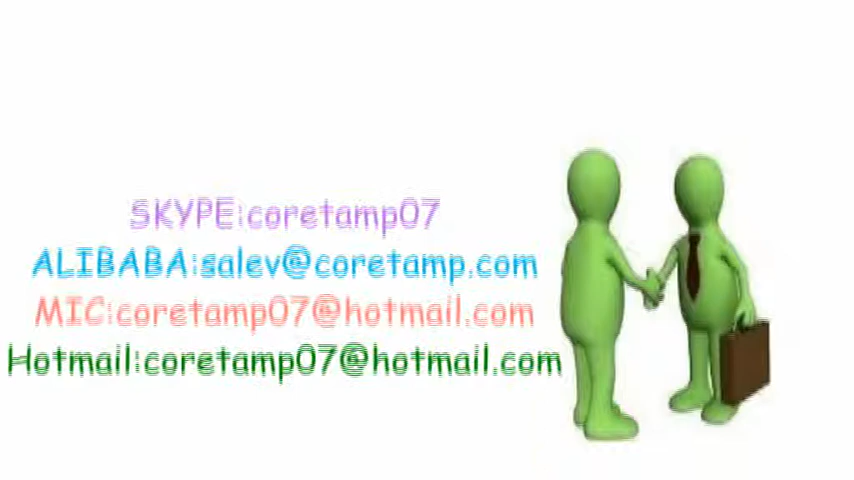 SKYPE:coretamp07
ALIBABA:salev@coretamp.com
MIC:coretamp07@hotmail.com
Hotmail:coretamp07@hotmail.com